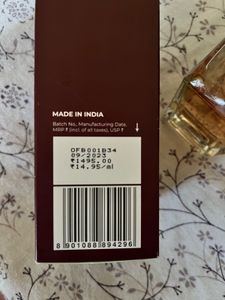 MADE IN INDIA
Batch No., Manufacturing Date,
MRP ₹ (incl. of all taxes), USP ₹
OFB001B34
09/2023
₹1495.00
₹14.95/ml
8 901088 894296